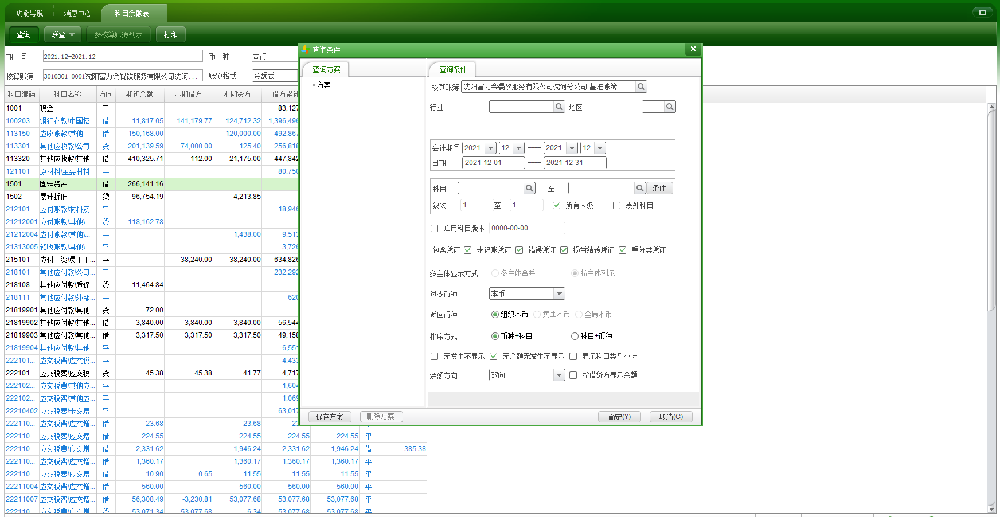 功能导航 消息中心 科目余额表
查询 联查 多核算账簿列示 打印
期 间 2021.12-2021.12 币 种 本币
核算账簿 3010301-0001沈阳富力会餐饮服务有限公司沈河... 账簿格式 金额式
科目编码 科目名称 方向 期初余额 本期借方 本期贷方 借方累计
1001 现金 平 83,127
100203 银行存款\中国招... 借 11,817.05 141,179.77 124,712.32 1,396,496
113150 应收账款\其他 借 150,168.00 120,000.00 492,867
113301 其他应收款\公司... 贷 201,139.59 74,000.00 125.40 256,818
113320 其他应收款\其他 借 410,325.71 112.00 21,175.00 447,842
121101 原材料\主要材料 平 80,750
1501 固定资产 借 266,141.16
1502 累计折旧 贷 96,754.19 4,213.85
212101 应付账款\材料及... 平 18,946
21212001 应付账款\其他\... 贷 118,162.78
21212004 应付账款\其他\... 平 1,438.00 9,513
21313005 预收账款\其他\... 平 3,726
215101 应付工资\员工工... 平 38,240.00 38,240.00 634,826
218101 其他应付款\公司... 平 232,292
218108 其他应付款\质保... 贷 11,464.84
218111 其他应付款\外部... 平 620
21819901 其他应付款\其他... 贷 72.00
21819902 其他应付款\其他... 借 3,840.00 3,840.00 3,840.00 56,544
21819903 其他应付款\其他... 借 3,317.50 3,317.50 3,317.50 49,158
21819904 其他应付款\其他... 平 6,551
222101... 应交税费\应交税... 平 4,433
222101... 应交税费\应交税... 贷 45.38 45.38 41.77 4,717
222102... 应交税费\其他应... 平 1,604
222102... 应交税费\其他应... 平 1,069
22210402 应交税费\未交增... 平 63,017
222110... 应交税费\应交增... 借 23.68 23.68 23
222110... 应交税费\应交增... 借 224.55 224.55 224.55 224.55 平
222110... 应交税费\应交增... 借 2,331.62 1,946.24 2,331.62 1,946.24 借 385.38
222110... 应交税费\应交增... 借 1,360.17 1,360.17 1,360.17 1,360.17 平
222110... 应交税费\应交增... 借 10.90 0.65 11.55 11.55 11.55 平
22211004 应交税费\应交增... 借 560.00 560.00 560.00 560.00 平
22211007 应交税费\应交增... 借 56,308.49 -3,230.81 53,077.68 53,077.68 53,077.68 平
222110... 应交税费\应交增... 贷 53,071.34 53,077.68 6.34 53,077.68 53,077.68 平
查询条件
查询方案
方案
保存方案 删除方案
查询条件
核算账簿 沈阳富力会餐饮服务有限公司沈河分公司-基准账簿
行业 地区
会计期间 2021 12 —— 2021 12
日期 2021-12-01 —— 2021-12-31
科目 至 条件
级次 1 至 1 所有末级 表外科目
启用科目版本 0000-00-00
包含凭证 未记账凭证 错误凭证 损益结转凭证 重分类凭证
多主体显示方式 多主体合并 按主体列示
过滤币种: 本币
返回币种 组织本币 集团本币 全局本币
排序方式 币种+科目 科目+币种
无发生不显示 无余额无发生不显示 显示科目类型小计
余额方向 双向 按借贷方显示余额
确定(Y) 取消(C)